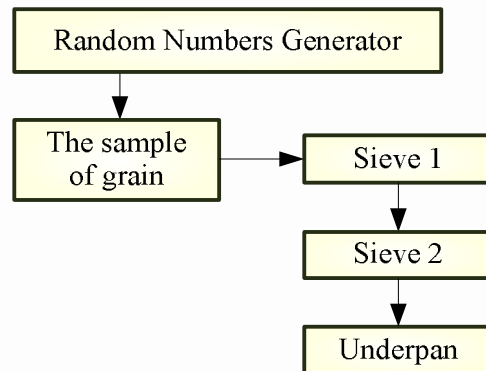 Random Numbers Generator
The sample
of grain
Sieve 1
Sieve 2
Underpan